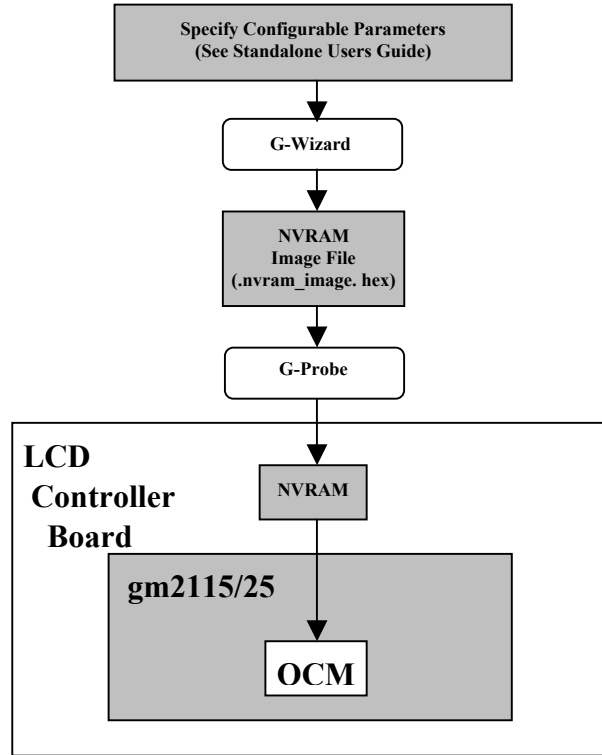 Specify Configurable Parameters
(See Standalone Users Guide)
G-Wizard
NVRAM
Image File
(.nvram_image. hex)
G-Probe
LCD
Controller
Board
NVRAM
gm2115/25
OCM